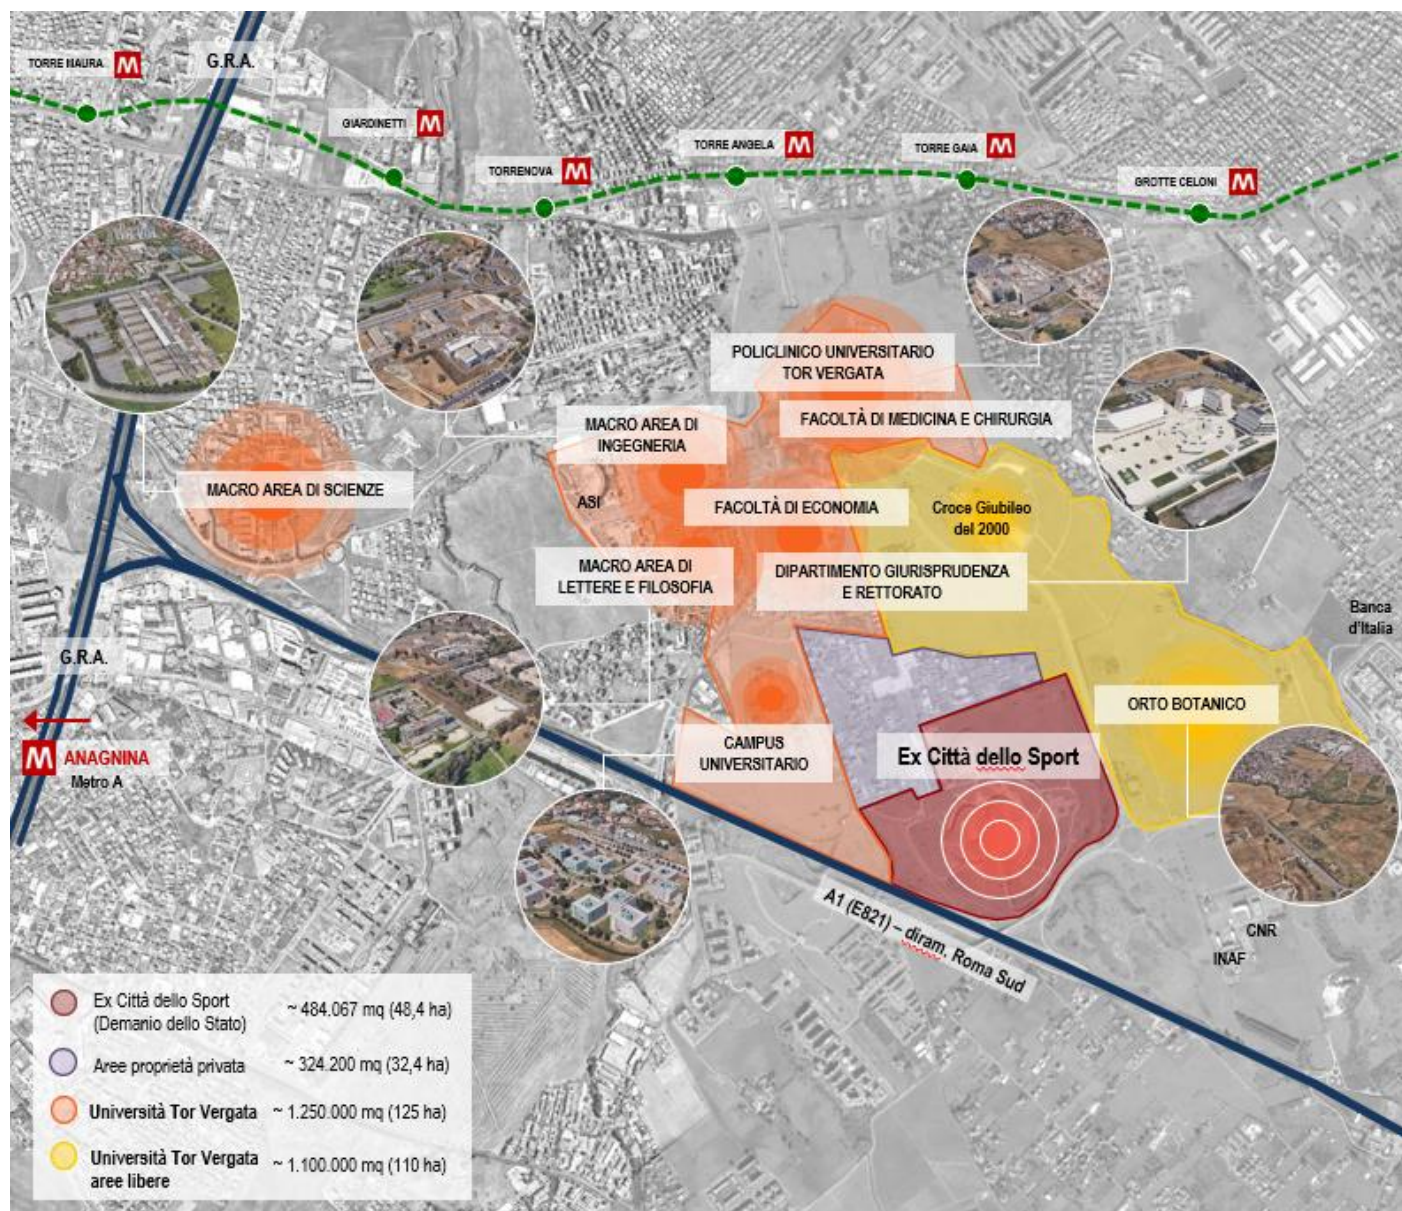 TORRE MAURA
M
G.R.A.
GIARDINETTI
M
TORRENOVA
M
TORRE ANGELA
M
TORRE GAIA
M
GROTTE CELONI
M
POLICLINICO UNIVERSITARIO
TOR VERGATA
MACRO AREA DI
INGEGNERIA
FACOLTÀ DI MEDICINA E CHIRURGIA
MACRO AREA DI SCIENZE
ASI
FACOLTÀ DI ECONOMIA
Croce Giubileo
del 2000
MACRO AREA DI
LETTERE E FILOSOFIA
DIPARTIMENTO GIURISPRUDENZA
E RETTORATO
Banca
d'Italia
G.R.A.
ORTO BOTANICO
M
ANAGNINA
Metro A
CAMPUS
UNIVERSITARIO
Ex Città dello Sport
A1 (E821) – diram. Roma Sud
CNR
INAF
Ex Città dello Sport
(Demanio dello Stato)
~ 484.067 mq (48,4 ha)
Aree proprietà privata
~ 324.200 mq (32,4 ha)
Università Tor Vergata
~ 1.250.000 mq (125 ha)
Università Tor Vergata
aree libere
~ 1.100.000 mq (110 ha)